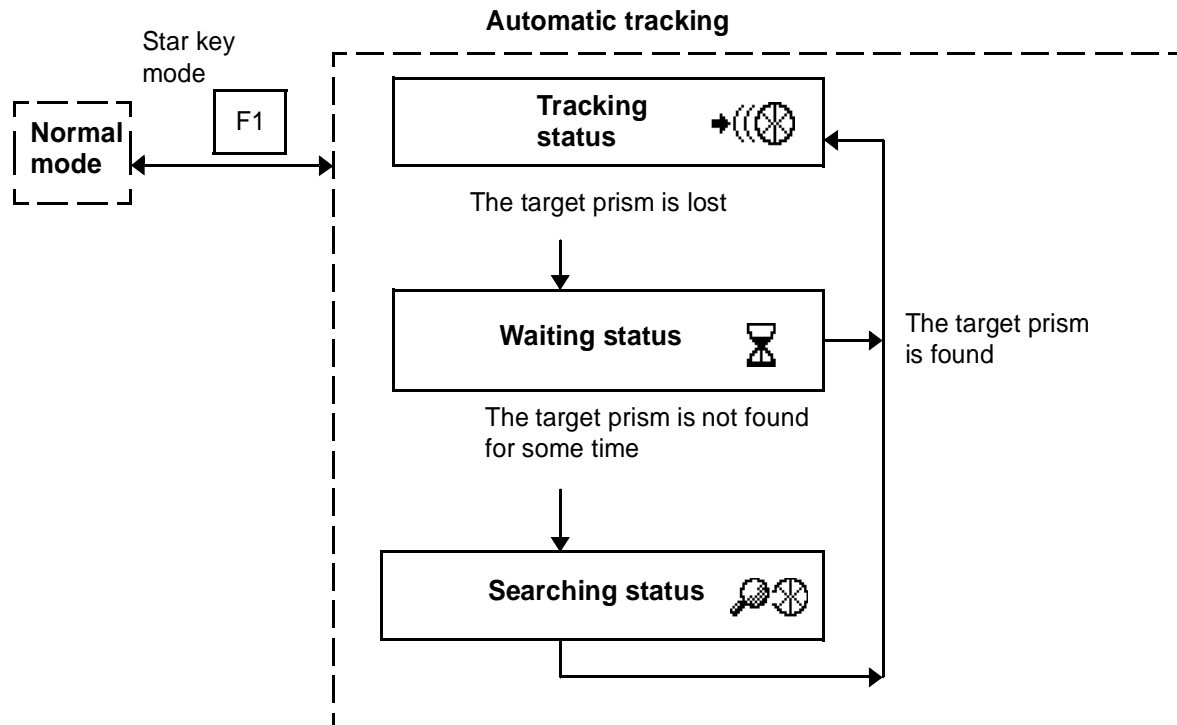 Automatic tracking
Star key
mode
F1
Normal
mode
Tracking
status
The target prism is lost
Waiting status
The target prism
is found
The target prism is not found
for some time
Searching status